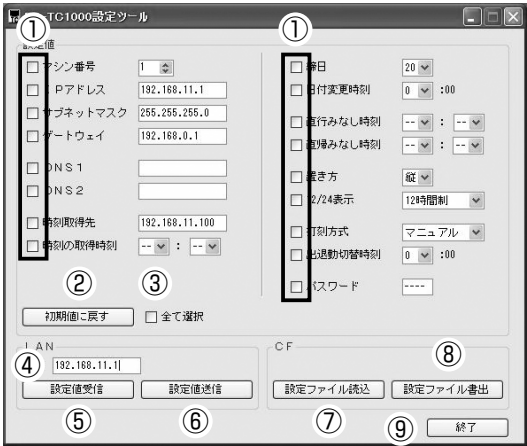 TC1000設定ツール
① ①
設定値
マシン番号 1
IPアドレス 192.168.11.1
サブネットマスク 255.255.255.0
ゲートウェイ 192.168.0.1
DNS1
DNS2
時刻取得先 192.168.11.100
時刻の取得時刻 -- : --
締日 20
日付変更時刻 0 :00
直行みなし時刻 -- : --
直帰みなし時刻 -- : --
置き方 縦
12/24表示 12時間制
打刻方式 マニュアル
出退勤切替時刻 0 :00
パスワード ----
② ③
初期値に戻す 全て選択
LAN
④ 192.168.11.1
設定値受信 設定値送信
⑤ ⑥
CF
⑧
設定ファイル読込 設定ファイル書出
⑦
⑨ 終了